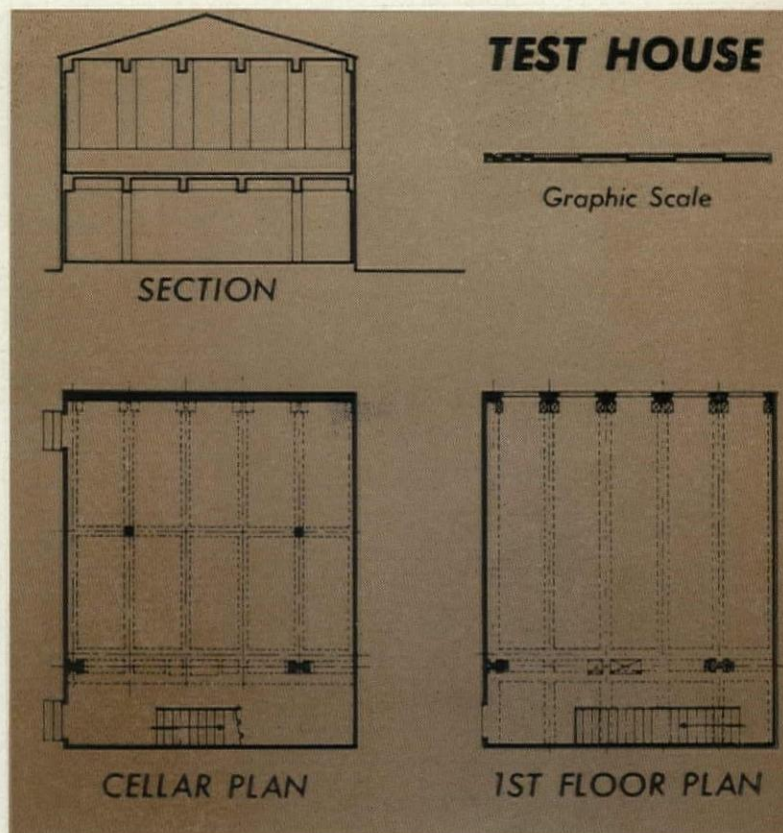 TEST HOUSE
Graphic Scale
SECTION
CELLAR PLAN
1ST FLOOR PLAN